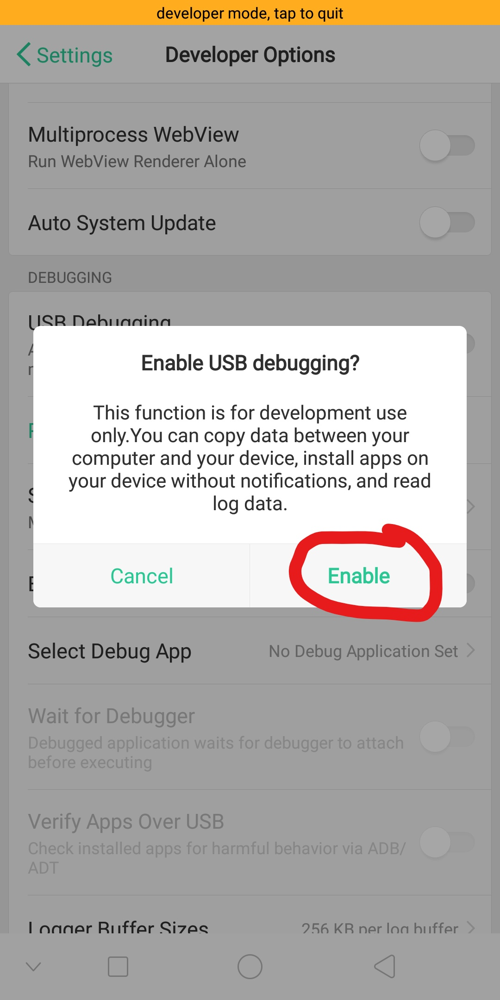 developer mode, tap to quit
Settings
Developer Options
Multiprocess WebView
Run WebView Renderer Alone
Auto System Update
DEBUGGING
USB Debugging
Enable USB debugging?
This function is for development use
only.You can copy data between your
computer and your device, install apps on
your device without notifications, and read
log data.
Cancel
Enable
Select Debug App
No Debug Application Set
Wait for Debugger
Debugged application waits for debugger to attach
before executing
Verify Apps Over USB
Check installed apps for harmful behavior via ADB/
ADT
Logger Buffer Sizes
256 KB per log buffer